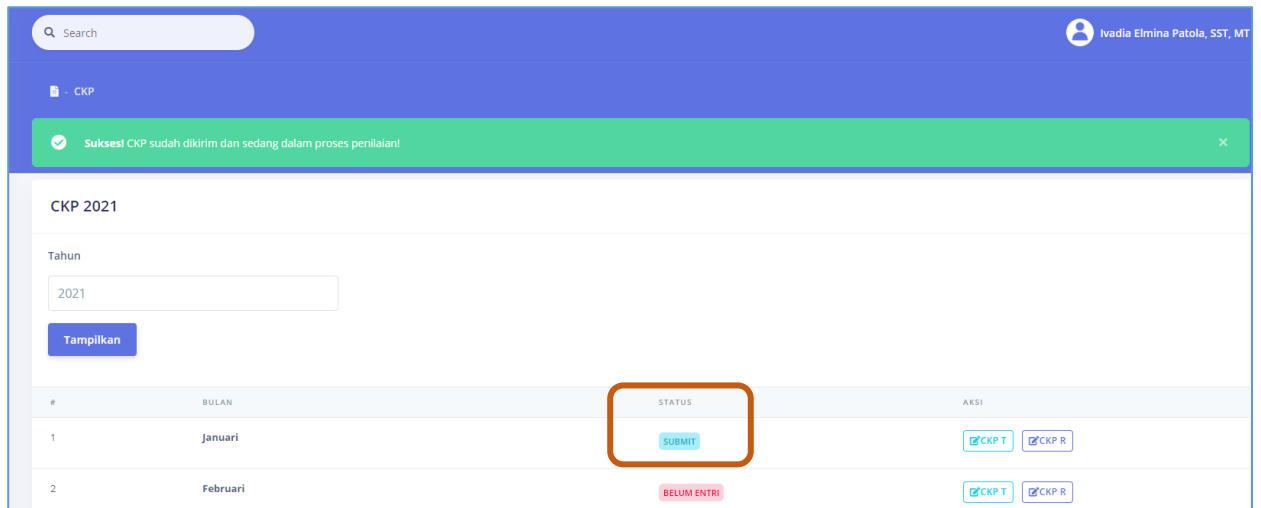 Search
Ivadia Elmina Patola, SST, MT
- CKP
Sukses! CKP sudah dikirim dan sedang dalam proses penilaian!
CKP 2021
Tahun
2021
Tampilkan
# BULAN STATUS AKSI
1 Januari SUBMIT CKP T CKP R
2 Februari BELUM ENTRI CKP T CKP R